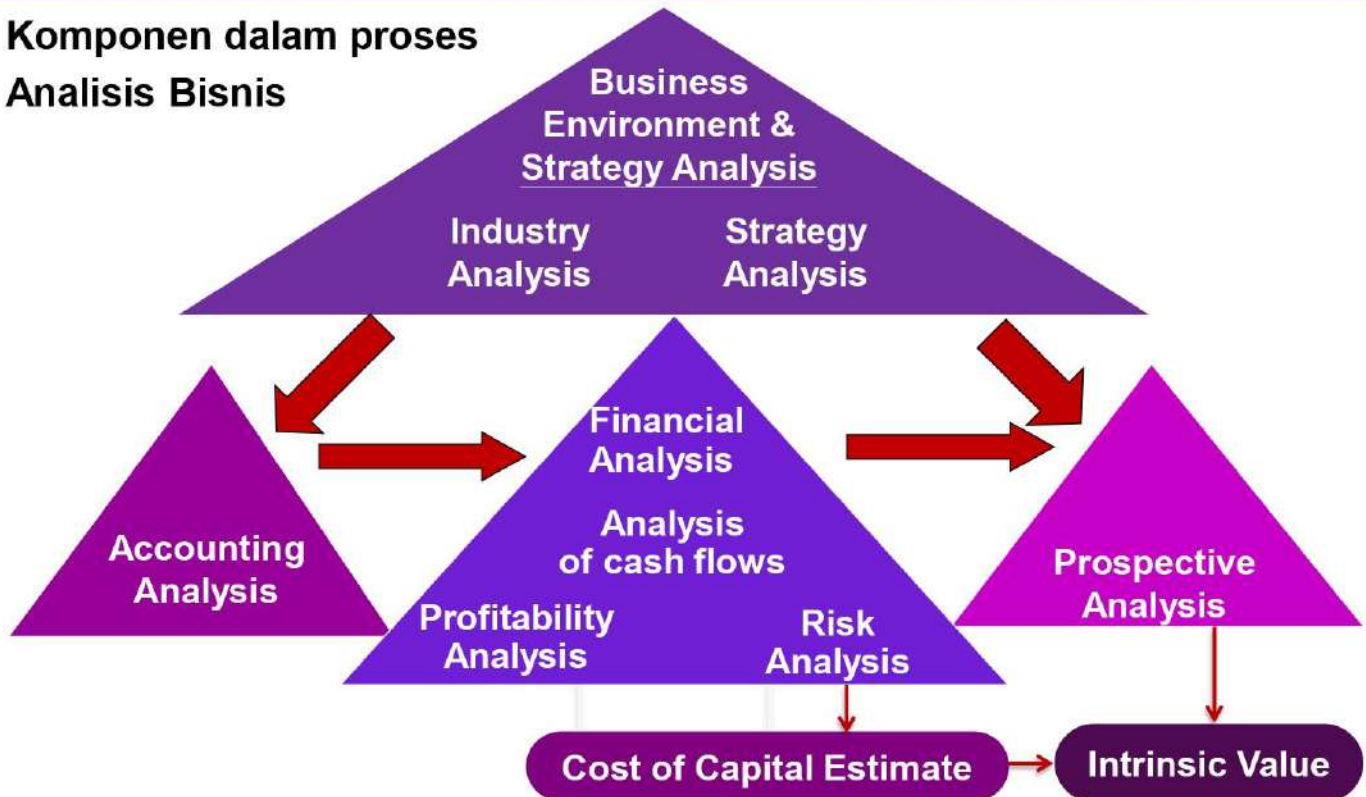 Komponen dalam proses
Analisis Bisnis
Business
Environment &
Strategy Analysis
Industry
Analysis
Strategy
Analysis
Accounting
Analysis
Financial
Analysis
Analysis
of cash flows
Profitability
Analysis
Risk
Analysis
Prospective
Analysis
Cost of Capital Estimate
Intrinsic Value